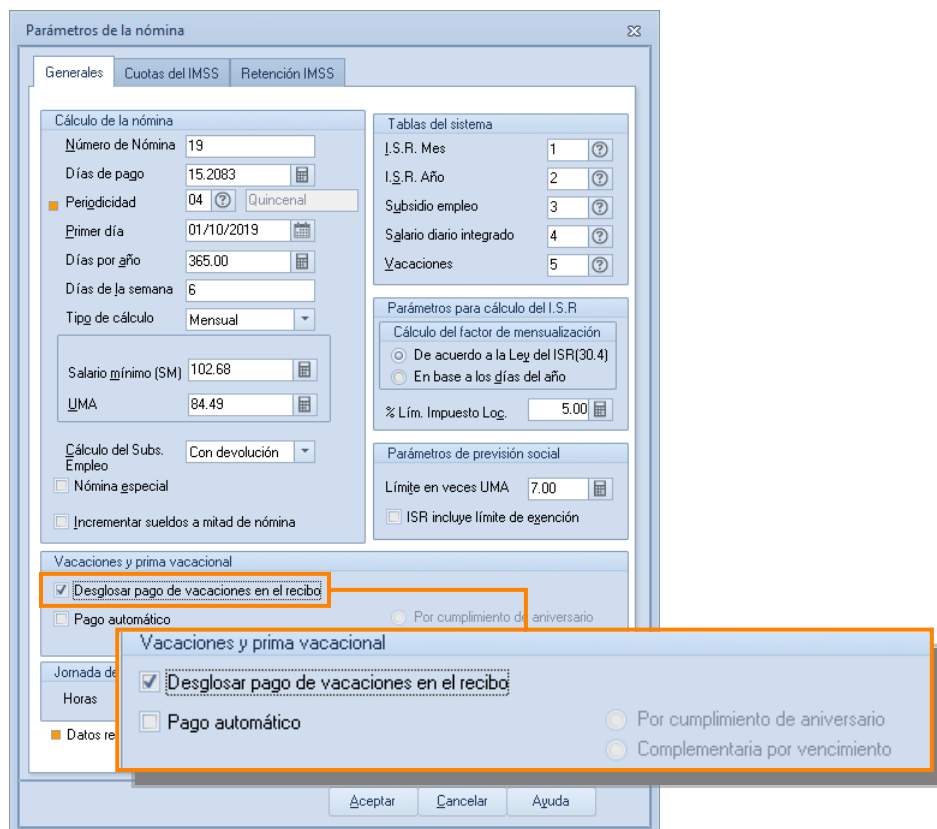 Parámetros de la nómina
Generales
Cuotas del IMSS
Retención IMSS
Cálculo de la nómina
Número de Nómina 19
Días de pago 15.2083
Periodicidad 04 Quincenal
Primer día 01/10/2019
Días por año 365.00
Días de la semana 6
Tipo de cálculo Mensual
Salario mínimo (SM) 102.68
UMA 84.49
Cálculo del Subs. Con devolución
Empleo
Nómina especial
Incrementar sueldos a mitad de nómina
Tablas del sistema
I.S.R. Mes 1
I.S.R. Año 2
Subsidio empleo 3
Salario diario integrado 4
Vacaciones 5
Parámetros para cálculo del I.S.R
Cálculo del factor de mensualización
De acuerdo a la Ley del ISR(30.4)
En base a los días del año
% Lím. Impuesto Loc. 5.00
Parámetros de previsión social
Límite en veces UMA 7.00
ISR incluye límite de exención
Vacaciones y prima vacacional
Desglosar pago de vacaciones en el recibo
Pago automático
Por cumplimiento de aniversario
Jornada de
Horas
Datos re
Vacaciones y prima vacacional
Desglosar pago de vacaciones en el recibo
Pago automático
Por cumplimiento de aniversario
Complementaria por vencimiento
Aceptar
Cancelar
Ayuda